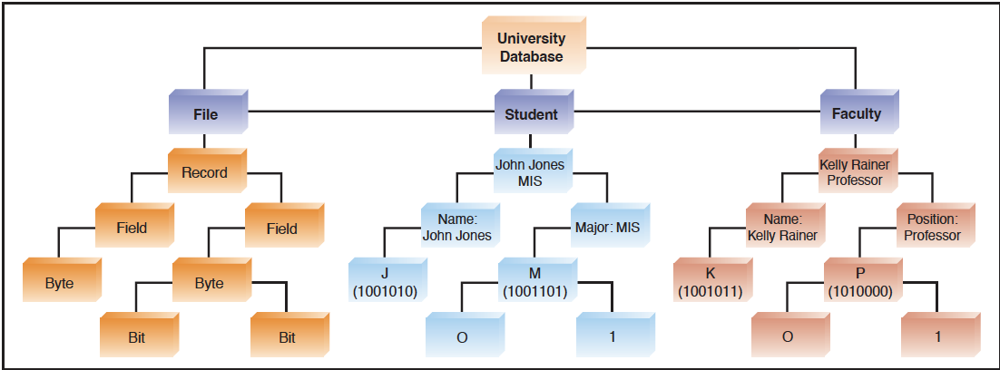 University
Database
File
Student
Faculty
Record
John Jones
MIS
Kelly Rainer
Professor
Field
Field
Name:
John Jones
Major: MIS
Name:
Kelly Rainer
Position:
Professor
Byte
Byte
J
(1001010)
M
(1001101)
K
(1001011)
P
(1010000)
Bit
Bit
O
1
O
1